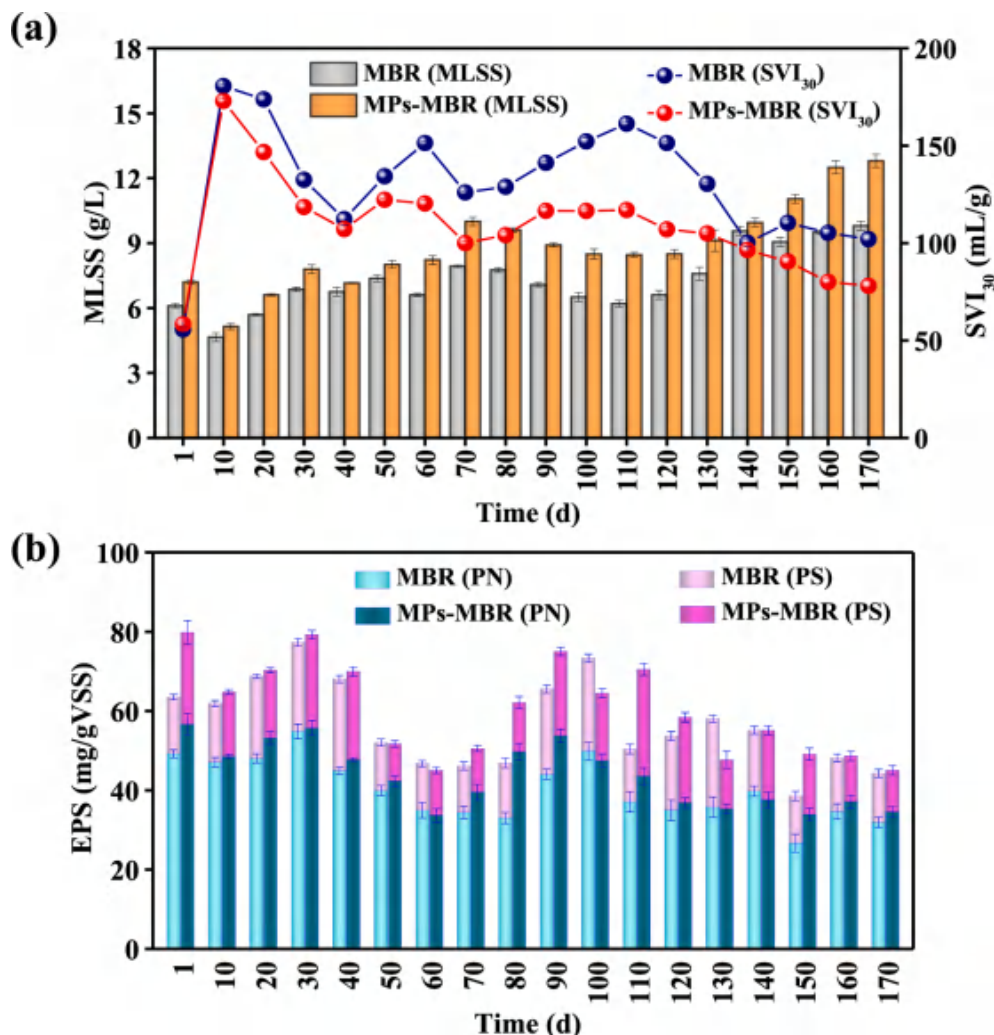 (a)
18
15
12
9
6
3
0
MLSS (g/L)
MBR (MLSS)
MPs-MBR (MLSS)
MBR (SVI₃₀)
MPs-MBR (SVI₃₀)
200
150
100
50
0
SVI₃₀ (mL/g)
1 10 20 30 40 50 60 70 80 90 100 110 120 130 140 150 160 170
Time (d)
(b)
100
80
60
40
20
0
EPS (mg/gVSS)
MBR (PN)
MPs-MBR (PN)
MBR (PS)
MPs-MBR (PS)
1 10 20 30 40 50 60 70 80 90 100 110 120 130 140 150 160 170
Time (d)